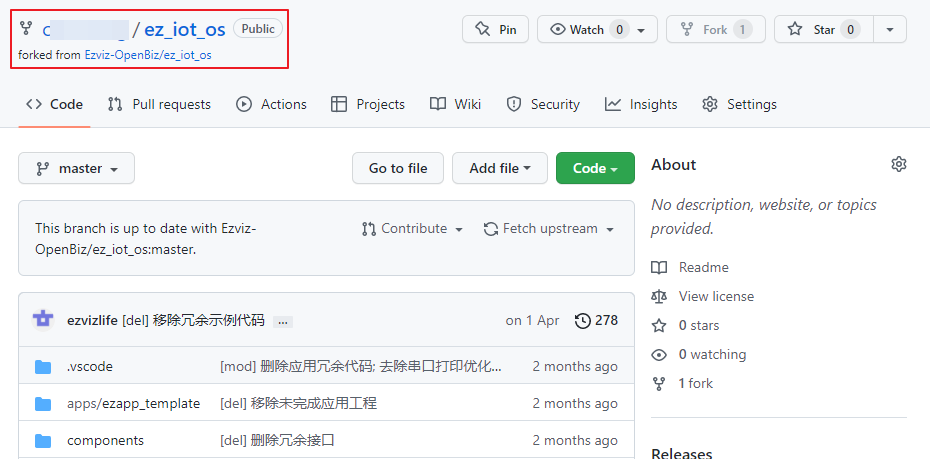 / ez_iot_os Public
forked from Ezviz-OpenBiz/ez_iot_os
Pin
Watch 0
Fork 1
Star 0
Code
Pull requests
Actions
Projects
Wiki
Security
Insights
Settings
master
Go to file
Add file
Code
This branch is up to date with Ezviz-
OpenBiz/ez_iot_os:master.
Contribute
Fetch upstream
ezvizlife [del] 移除冗余示例代码 ... on 1 Apr 278
.vscode [mod] 删除应用冗余代码; 去除串口打印优化... 2 months ago
apps/ezapp_template [del] 移除未完成应用工程 2 months ago
components [del] 删除冗余接口 2 months ago
About
No description, website, or topics
provided.
Readme
View license
0 stars
0 watching
1 fork
Releases